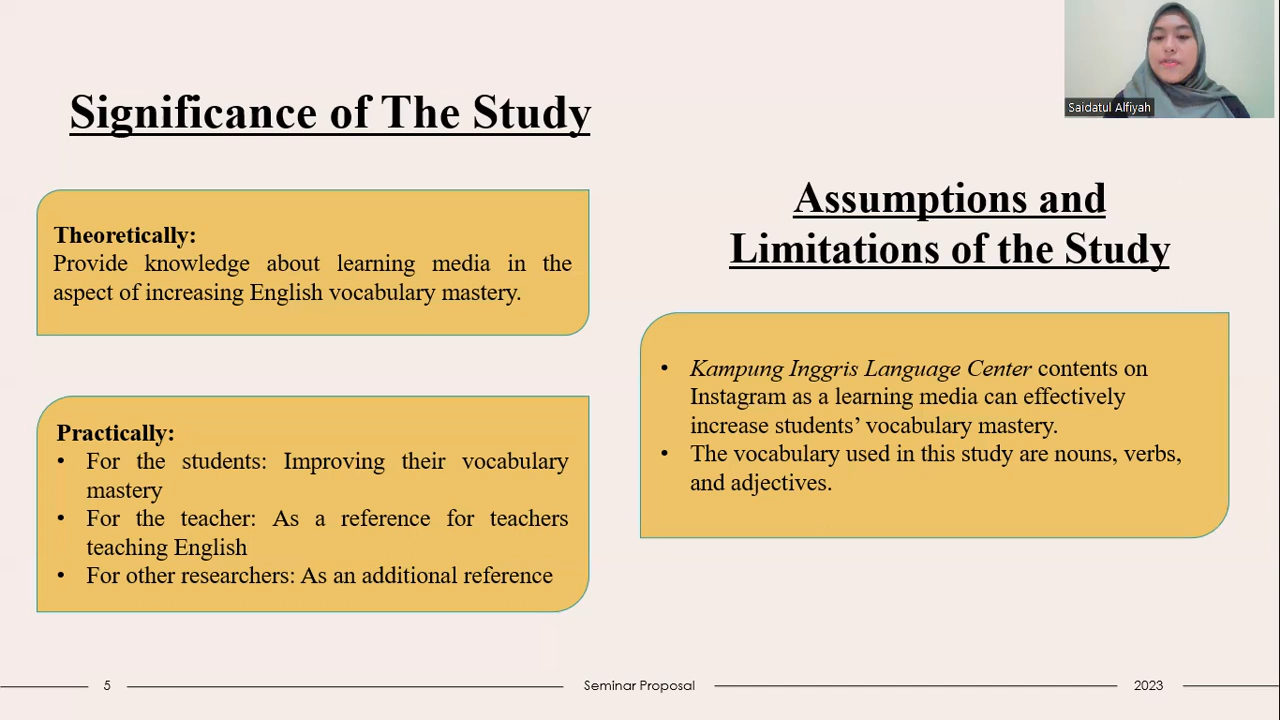 Saidatul Alfiyah
Significance of The Study
Theoretically:
Provide knowledge about learning media in the
aspect of increasing English vocabulary mastery.
Practically:
• For the students: Improving their vocabulary
mastery
• For the teacher: As a reference for teachers
teaching English
• For other researchers: As an additional reference
Assumptions and
Limitations of the Study
• Kampung Inggris Language Center contents on
Instagram as a learning media can effectively
increase students’ vocabulary mastery.
• The vocabulary used in this study are nouns, verbs,
and adjectives.
5
Seminar Proposal
2023